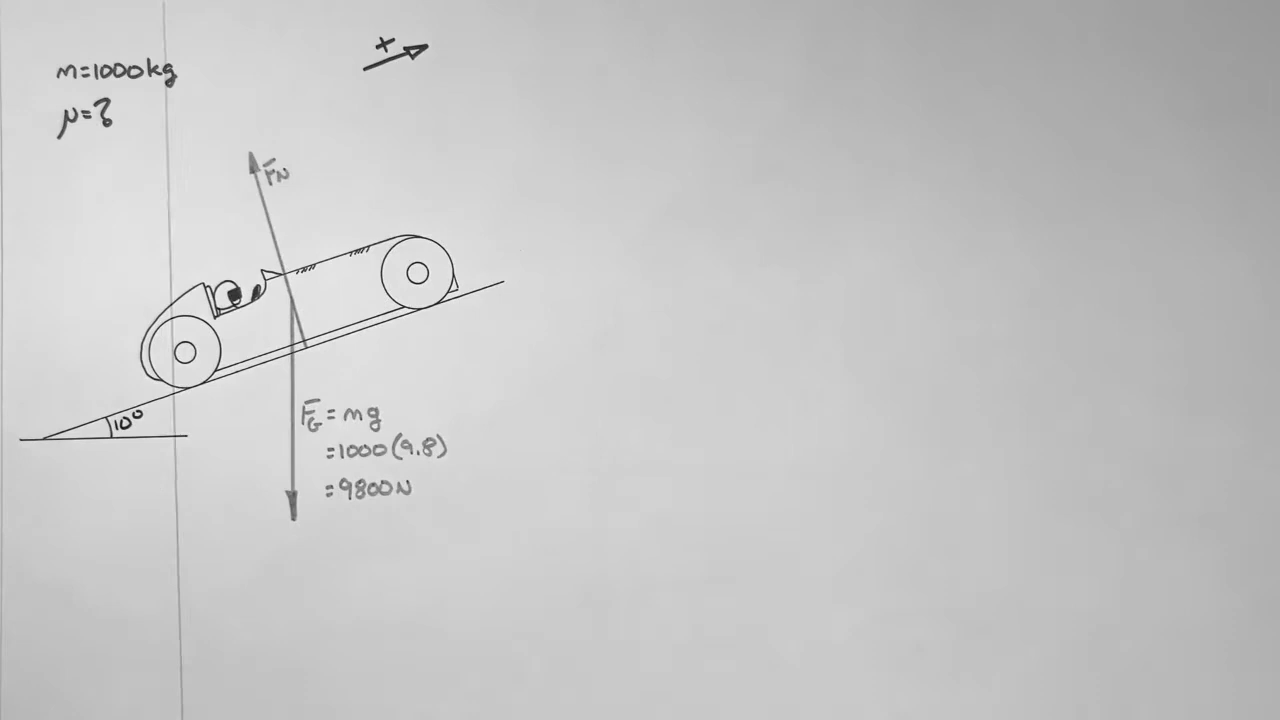 m=1000kg
μ=?
+
FN
10°
FG = mg
=1000(9.8)
=9800N